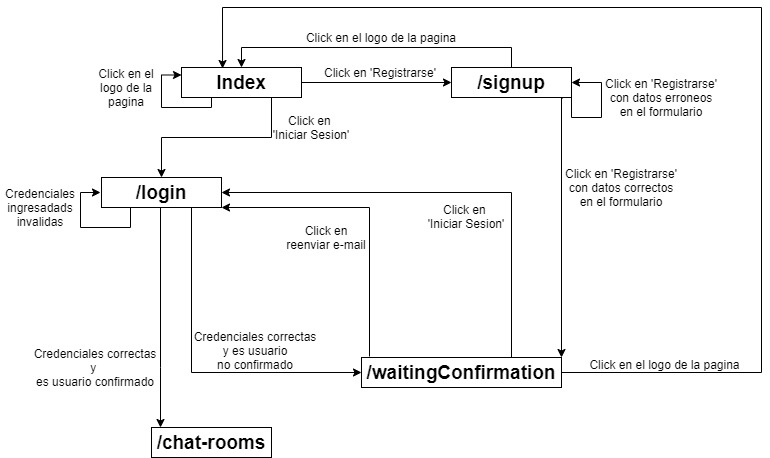 Click en el logo de la pagina
Index
Click en 'Registrarse'
/signup
Click en el
logo de la
pagina
Click en 'Registrarse'
con datos erroneos
en el formulario
Click en
'Iniciar Sesion'
Click en 'Registrarse'
con datos correctos
en el formulario
/login
Credenciales
ingresadads
invalidas
Click en
'Iniciar Sesion'
Click en
reenviar e-mail
Credenciales correctas
y es usuario
no confirmado
Credenciales correctas
y
es usuario confirmado
/waitingConfirmation
Click en el logo de la pagina
/chat-rooms